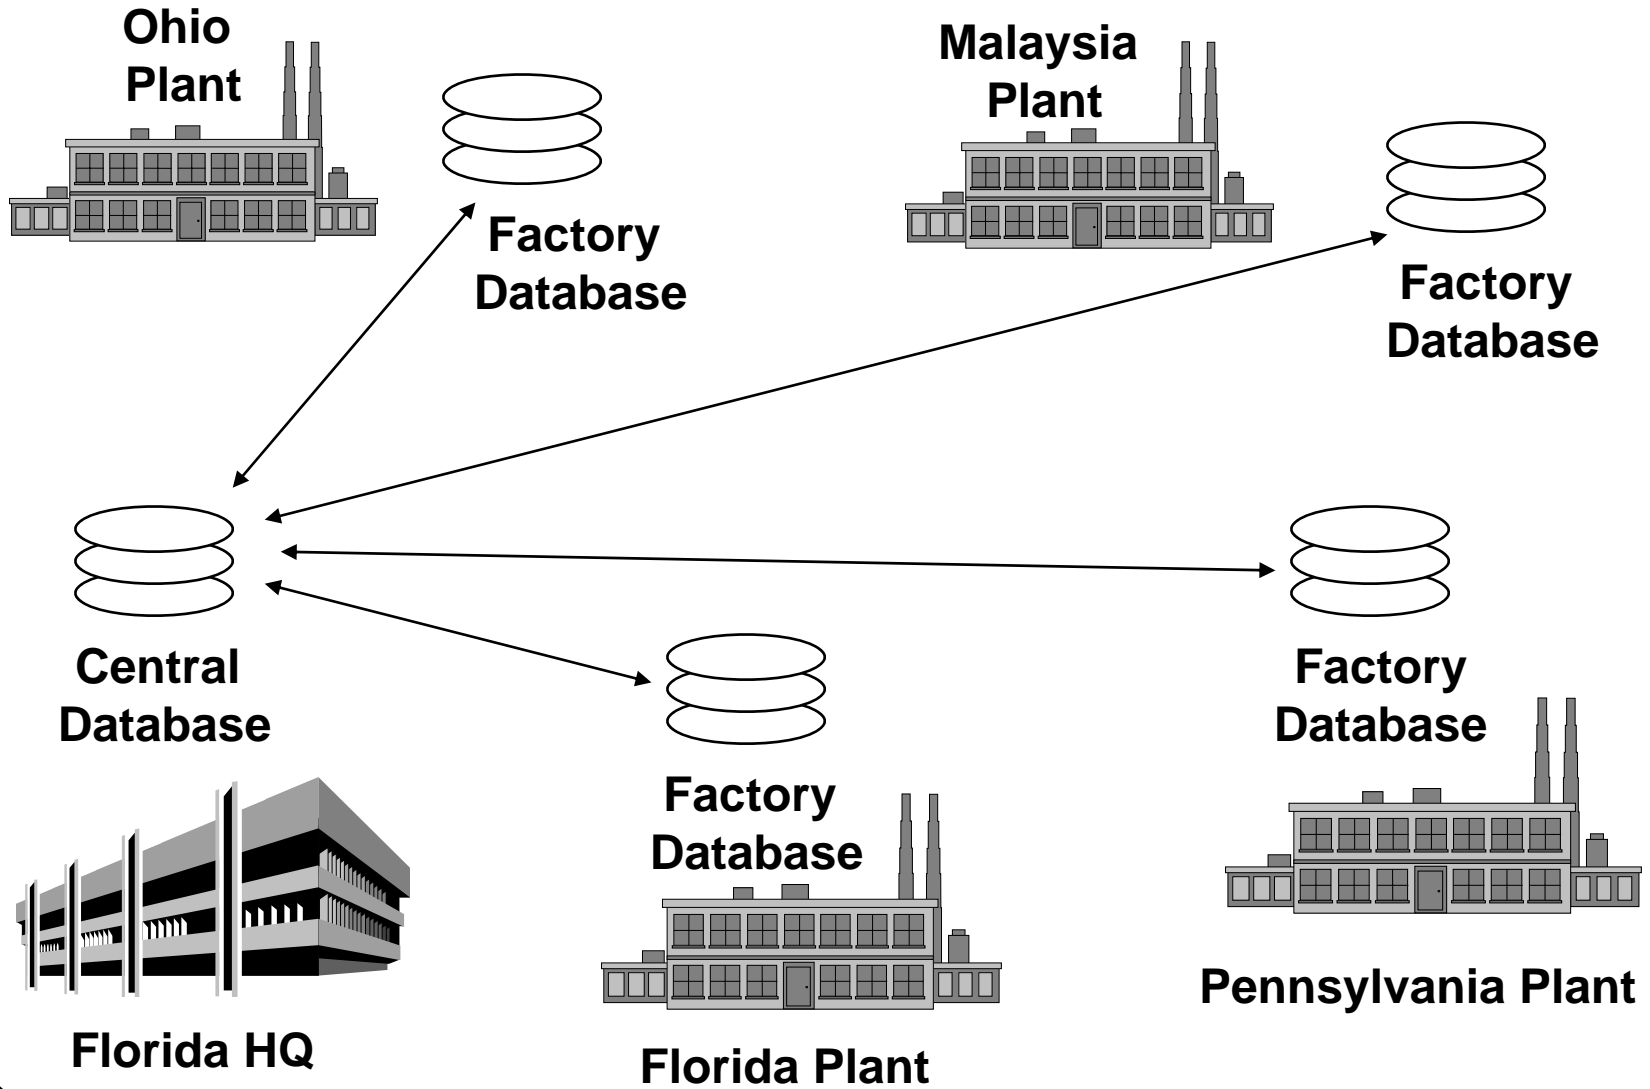 Ohio
Plant
Factory
Database
Malaysia
Plant
Factory
Database
Central
Database
Florida HQ
Factory
Database
Florida Plant
Factory
Database
Pennsylvania Plant